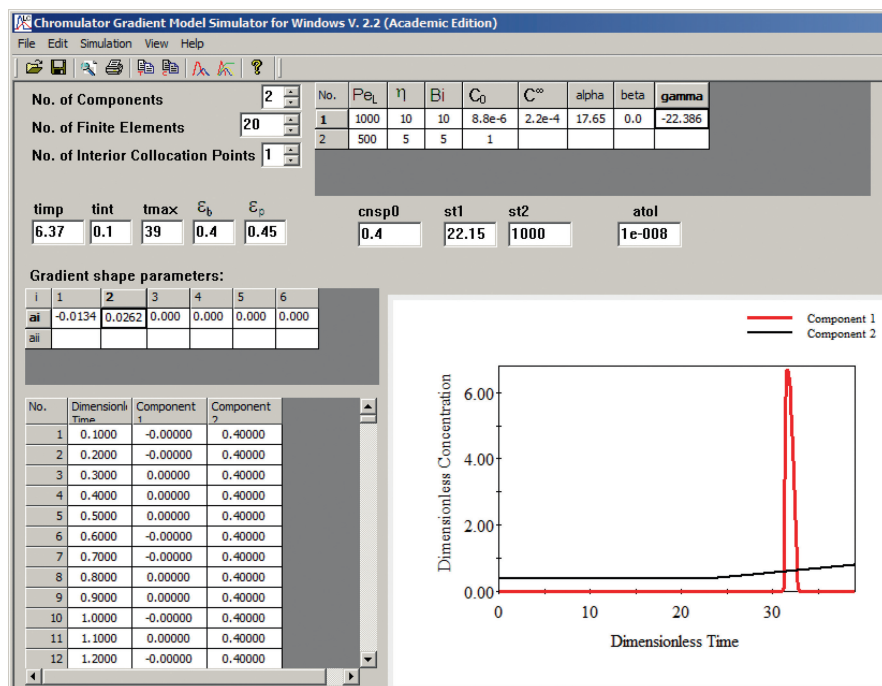 Chromulator Gradient Model Simulator for Windows V. 2.2 (Academic Edition)
File Edit Simulation View Help
No. of Components 2
No. of Finite Elements 20
No. of Interior Collocation Points 1
No. PeL η Bi C0 C∞ alpha beta gamma
1 1000 10 10 8.8e-6 2.2e-4 17.65 0.0 -22.386
2 500 5 5 1
timp tint tmax εb εp cnsp0 st1 st2 atol
6.37 0.1 39 0.4 0.45 0.4 22.15 1000 1e-008
Gradient shape parameters:
i 1 2 3 4 5 6
ai -0.0134 0.0262 0.000 0.000 0.000 0.000
aii
No. Dimensionl Component Component
Time 1 2
1 0.1000 -0.00000 0.40000
2 0.2000 -0.00000 0.40000
3 0.3000 0.00000 0.40000
4 0.4000 0.00000 0.40000
5 0.5000 0.00000 0.40000
6 0.6000 -0.00000 0.40000
7 0.7000 -0.00000 0.40000
8 0.8000 0.00000 0.40000
9 0.9000 0.00000 0.40000
10 1.0000 -0.00000 0.40000
11 1.1000 0.00000 0.40000
12 1.2000 -0.00000 0.40000
Component 1
Component 2
Dimensionless Concentration
6.00
4.00
2.00
0.00
0 10 20 30
Dimensionless Time